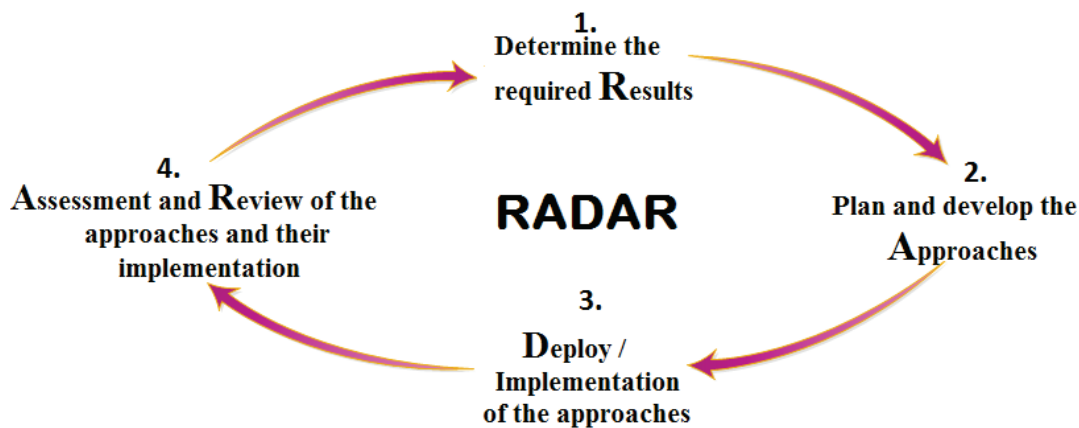 1.
Determine the
required Results
2.
Plan and develop the
Approaches
3.
Deploy /
Implementation
of the approaches
4.
Assessment and Review of the
approaches and their
implementation
RADAR